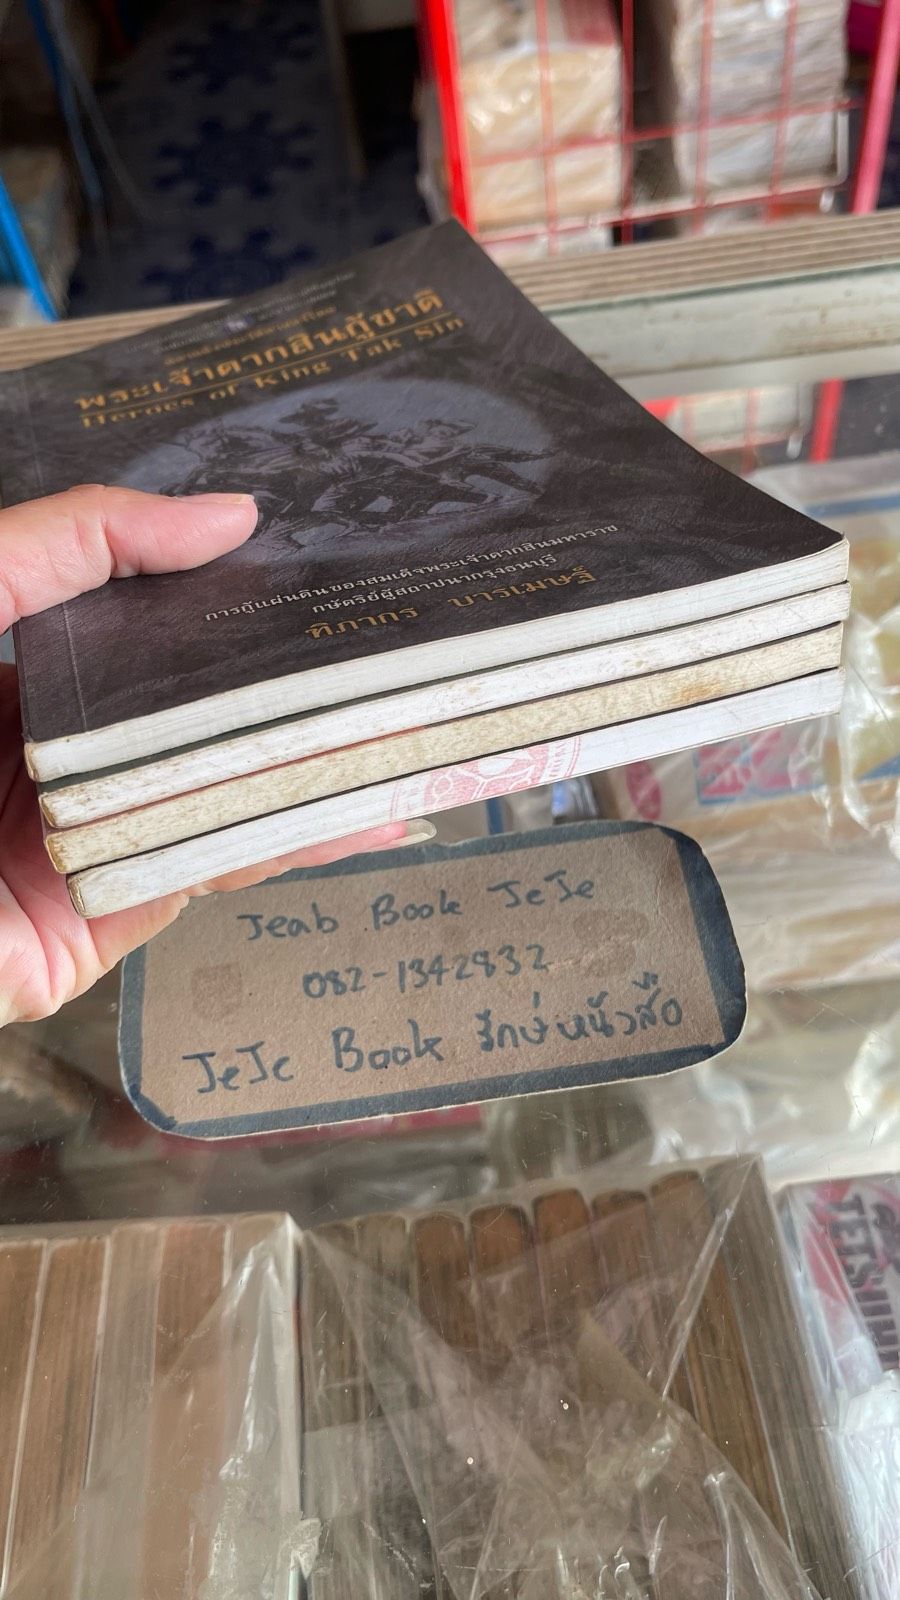 พระเจ้าตากสินกู้ชาติ
Heroes of King Tak Sin
การกู้แผ่นดินของสมเด็จพระเจ้าตากสินมหาราช
กษัตริย์ผู้สถาปนากรุงธนบุรี
ทิภากร บารเมษฐ์
Jeab Book JeJe
082-1342832
JeJe Book รักษ์หนังสือ